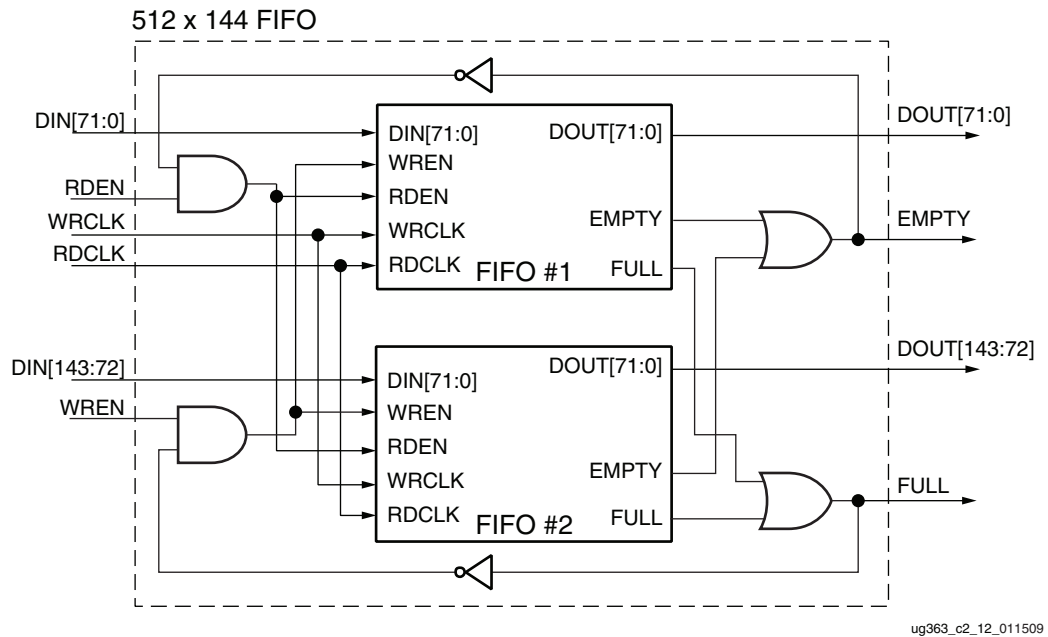 512 x 144 FIFO
DIN[71:0]
RDEN
WRCLK
RDCLK
DIN[71:0]
WREN
RDEN
WRCLK
RDCLK
DOUT[71:0]
EMPTY
FULL
FIFO #1
DOUT[71:0]
EMPTY
DIN[143:72]
WREN
DIN[71:0]
WREN
RDEN
WRCLK
RDCLK
DOUT[71:0]
EMPTY
FULL
FIFO #2
DOUT[143:72]
FULL
ug363_c2_12_011509